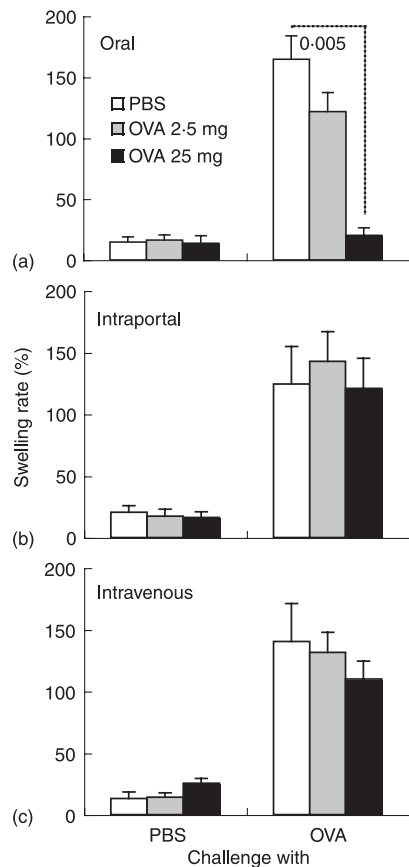 200
Oral
0·005
150
PBS
100
OVA 2·5 mg
OVA 25 mg
50
0
(a)
200
Intraportal
150
100
50
0
(b)
Swelling rate (%)
200
Intravenous
150
100
50
0
(c)
PBS
OVA
Challenge with